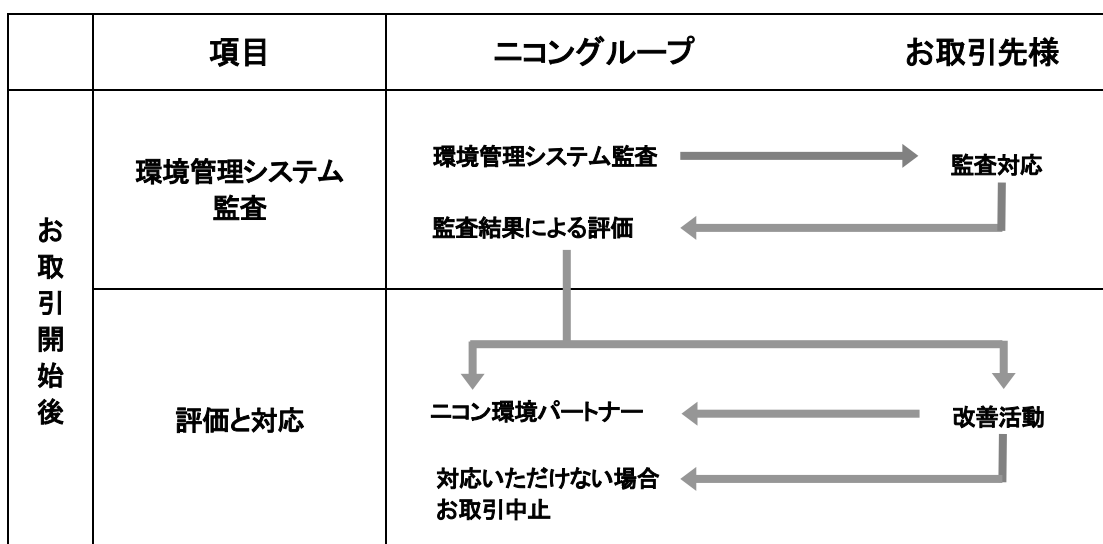 項目
ニコングループ
お取引先様
お取引開始後
環境管理システム
監査
環境管理システム監査
監査対応
監査結果による評価
評価と対応
ニコン環境パートナー
改善活動
対応いただけない場合
お取引中止